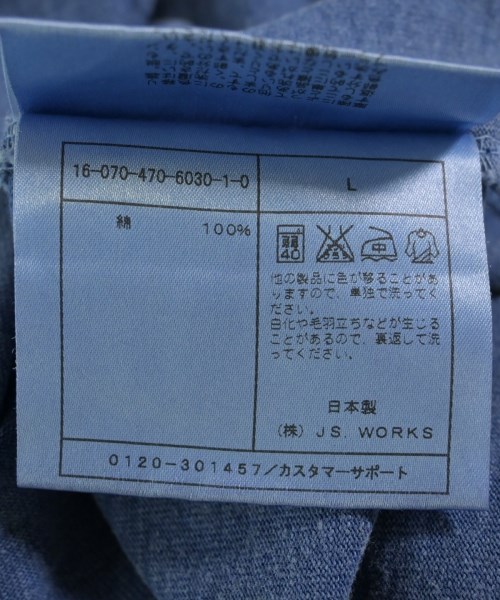 16-070-470-6030-1-0
L
綿 100%
弱
40
中
他の製品に色が移ることがあ
りますので、単独で洗ってく
ださい。
白化や毛羽立ちなどが生じる
ことがあるので、裏返して洗
ってください。
日本製
(株) JS. WORKS
0120-301457/カスタマーサポート